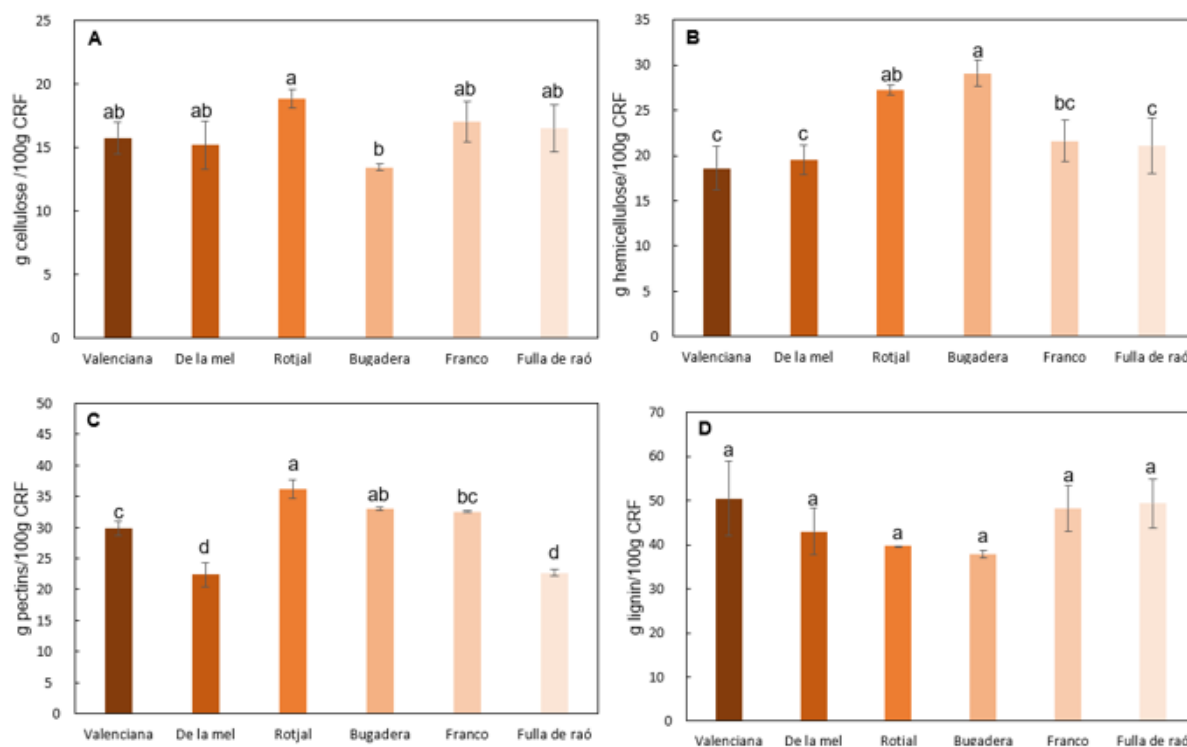 A
g cellulose /100g CRF
25
20
15
10
5
0
ab
ab
a
b
ab
ab
Valenciana
De la mel
Rotjal
Bugadera
Franco
Fulla de raó
B
g hemicellulose/100g CRF
35
30
25
20
15
10
5
0
c
c
ab
a
bc
c
Valenciana
De la mel
Rotjal
Bugadera
Franco
Fulla de raó
C
g pectins/100g CRF
50
45
40
35
30
25
20
15
10
5
0
c
d
a
ab
bc
d
Valenciana
De la mel
Rotjal
Bugadera
Franco
Fulla de raó
D
g lignin/100g CRF
70
60
50
40
30
20
10
0
a
a
a
a
a
a
Valenciana
De la mel
Rotjal
Bugadera
Franco
Fulla de raó